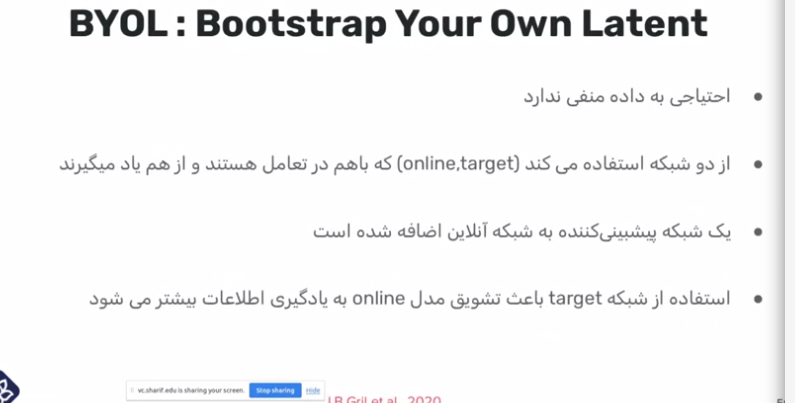 BYOL : Bootstrap Your Own Latent
احتیاجی به داده منفی ندارد
از دو شبکه استفاده می کند (online,target) که باهم در تعامل هستند و از هم یاد میگیرند
یک شبکه پیشبینیکننده به شبکه آنلاین اضافه شده است
استفاده از شبکه target باعث تشویق مدل online به یادگیری اطلاعات بیشتر می شود
vc.sharif.edu is sharing your screen.
Stop sharing
Hide
et al 2020